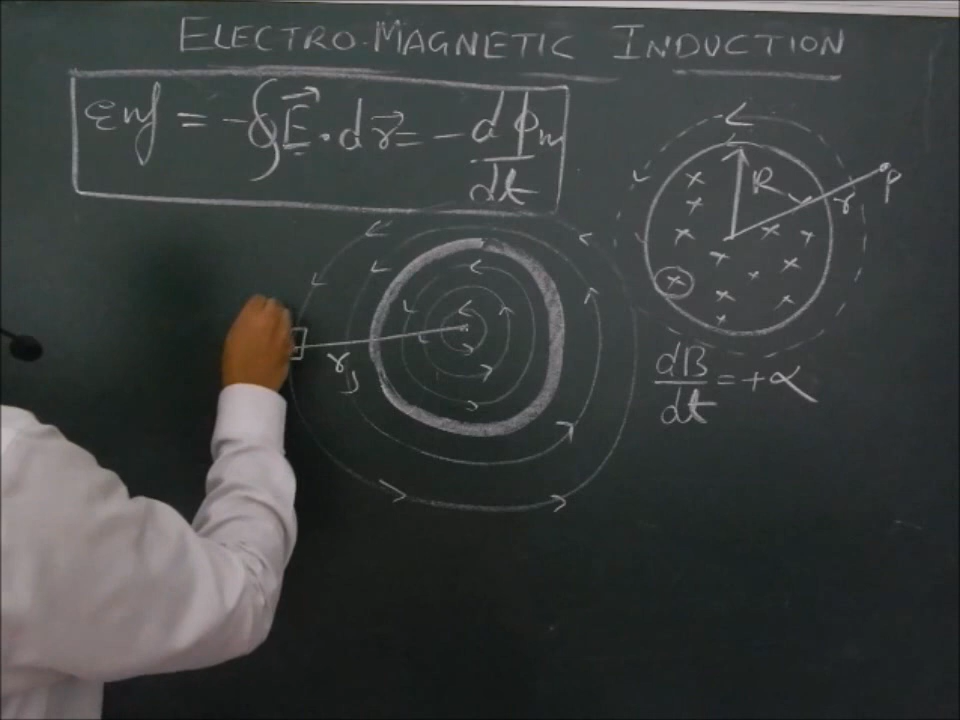 ELECTRO-MAGNETIC INDUCTION
emf = -∮E⃗·dr⃗ = -dϕm/dt
R
r
P
r
dB/dt = +α